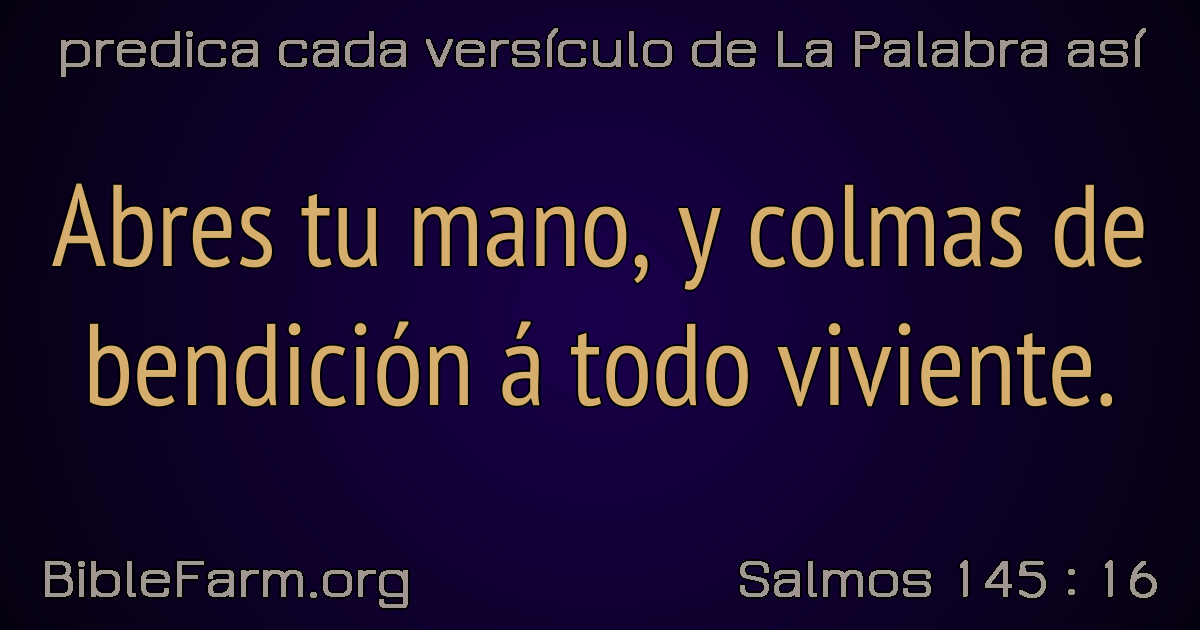 predica cada versículo de La Palabra así
Abres tu mano, y colmas de
bendición á todo viviente.
BibleFarm.org
Salmos 145 : 16